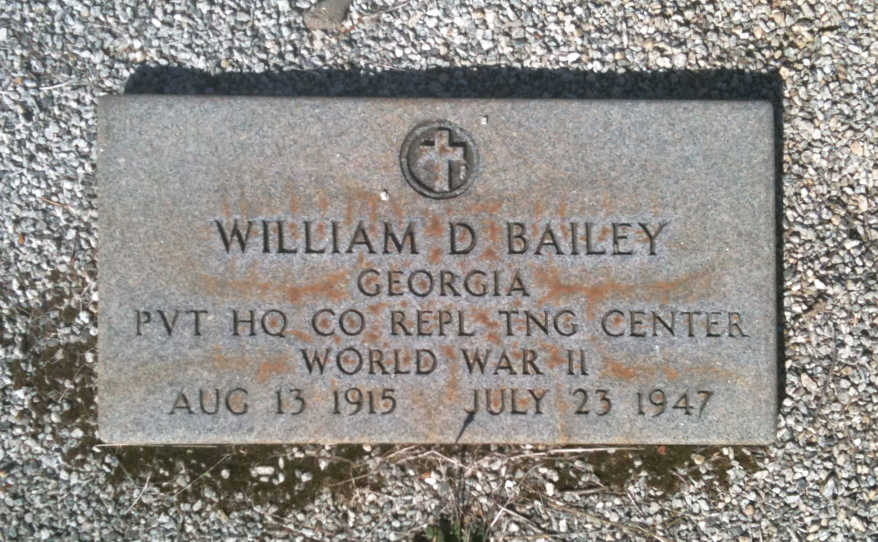 WILLIAM D BAILEY
GEORGIA
PVT HQ CO REPL TNG CENTER
WORLD WAR II
AUG 13 1915 JULY 23 1947